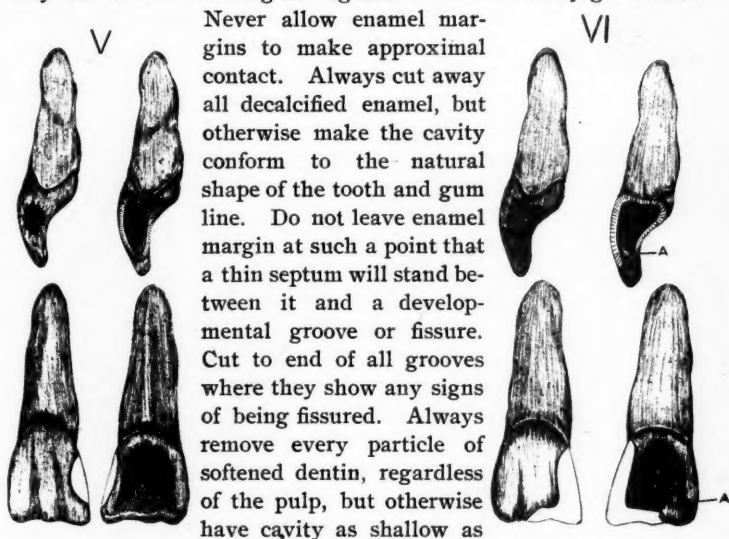 V
VI
Never allow enamel mar-
gins to make approximal
contact. Always cut away
all decalcified enamel, but
otherwise make the cavity
conform to the natural
shape of the tooth and gum
line. Do not leave enamel
margin at such a point that
a thin septum will stand be-
tween it and a develop-
mental groove or fissure.
Cut to end of all grooves
where they show any signs
of being fissured. Always
remove every particle of
softened dentin, regardless
of the pulp, but otherwise
have cavity as shallow as
A
A